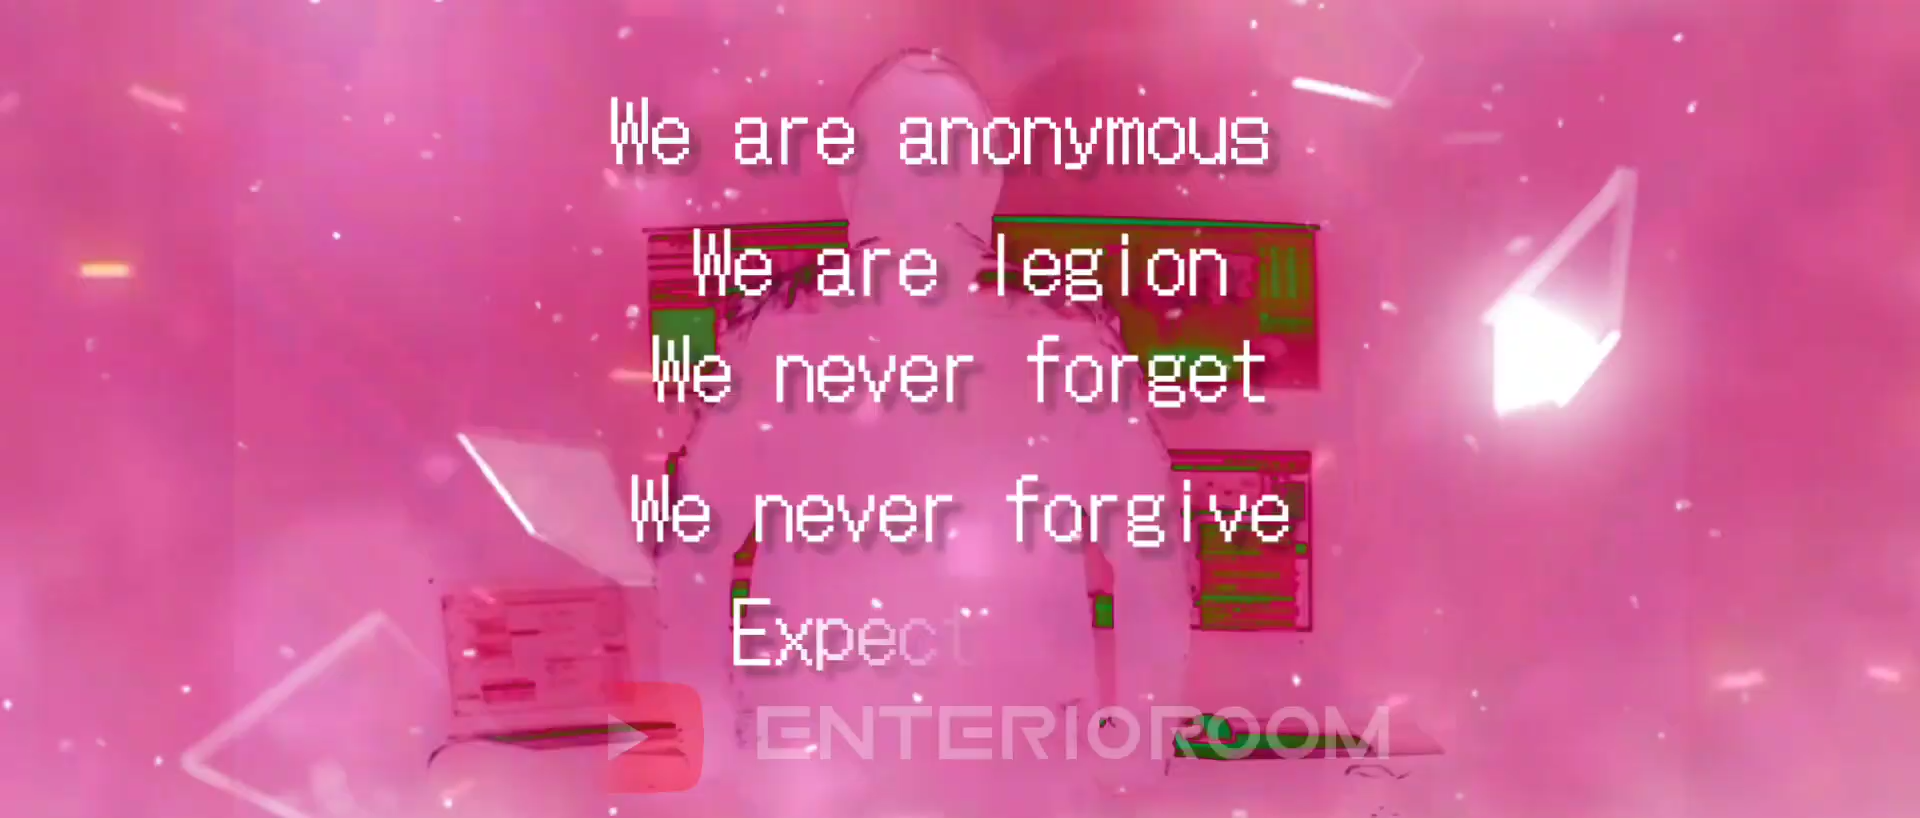 We are anonymous
We are legion
We never forget
We never forgive
Expect
ENTERIOROOM